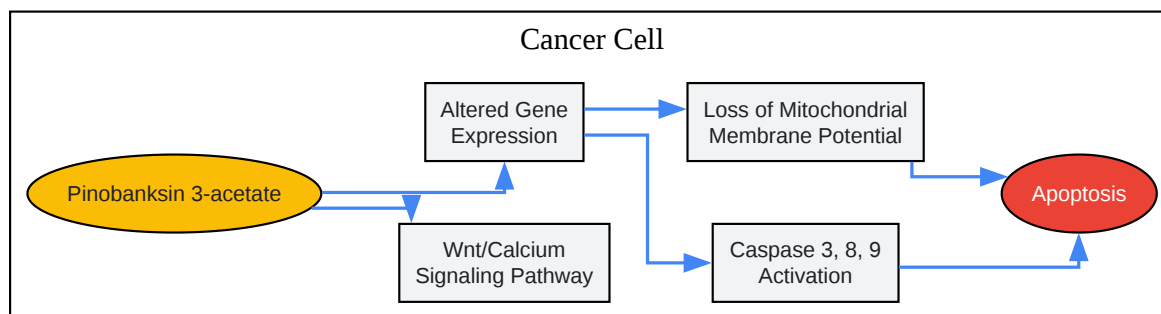 Cancer Cell
Altered Gene
Expression
Loss of Mitochondrial
Membrane Potential
Pinobanksin 3-acetate
Apoptosis
Wnt/Calcium
Signaling Pathway
Caspase 3, 8, 9
Activation